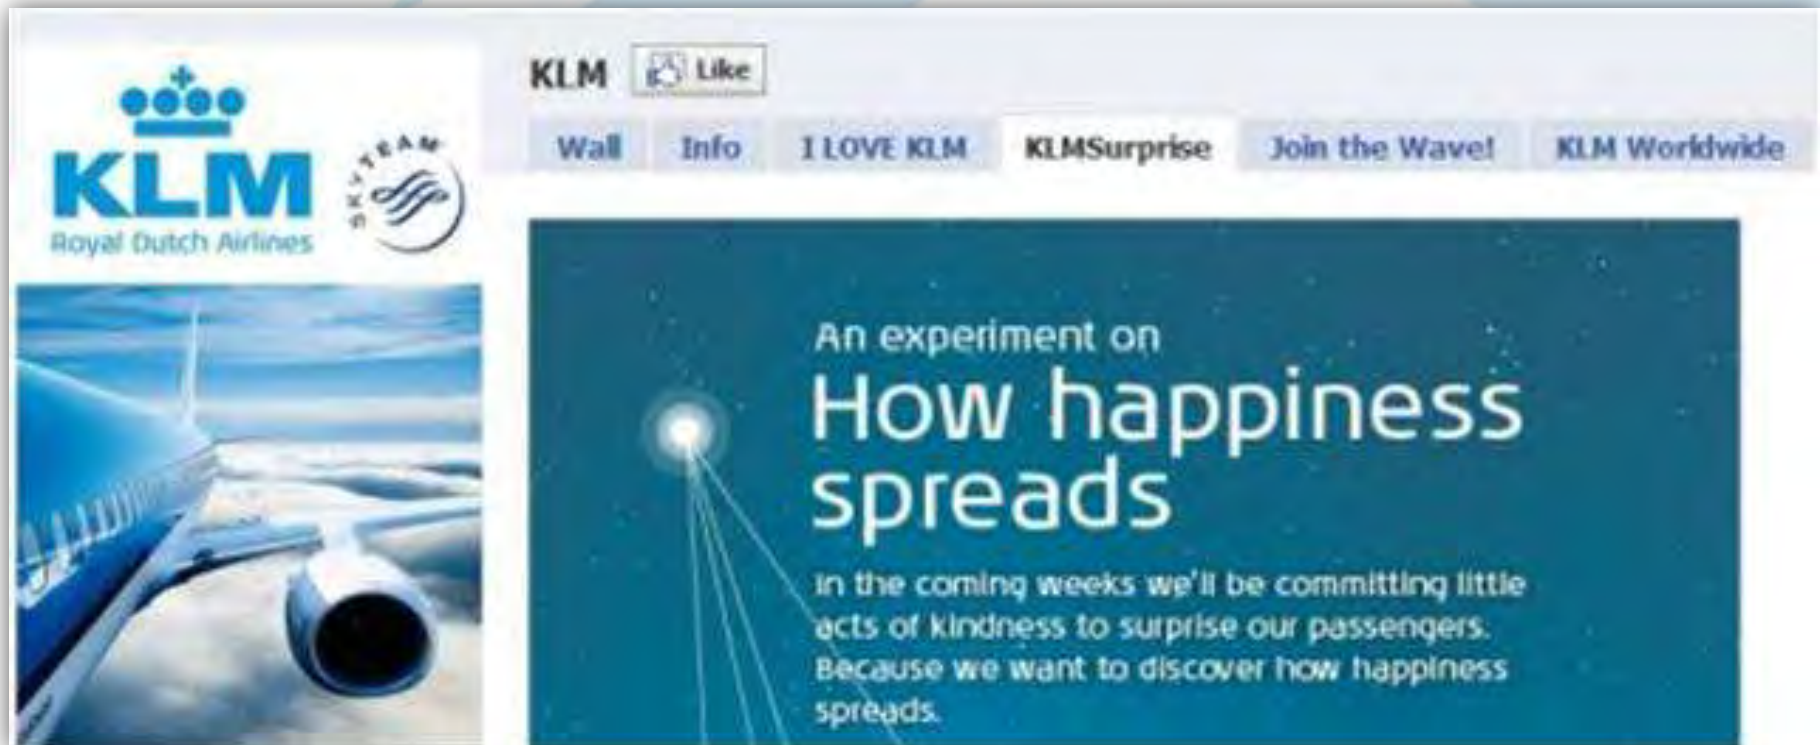 KLM
Royal Dutch Airlines
SKYTEAM
KLM Like
Wall Info I LOVE KLM KLMSurprise Join the Wave! KLM Worldwide
An experiment on
How happiness
spreads
In the coming weeks we'll be committing little
acts of kindness to surprise our passengers.
Because we want to discover how happiness
spreads.